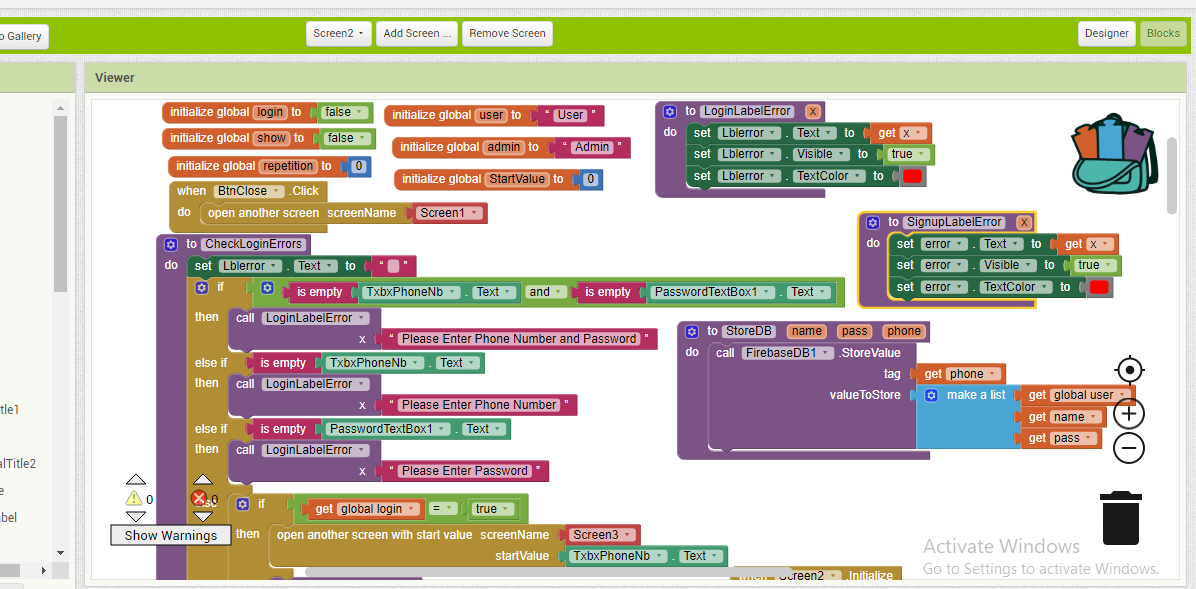 o Gallery
Screen2
Add Screen ...
Remove Screen
Designer
Blocks
Viewer
initialize global login to false
initialize global show to false
initialize global repetition to 0
initialize global user to " User "
initialize global admin to " Admin "
initialize global StartValue to 0
when BtnClose .Click
do open another screen screenName Screen1
to LoginLabelError x
do set Lblerror . Text to get x
set Lblerror . Visible to true
set Lblerror . TextColor to
to SignupLabelError x
do set error . Text to get x
set error . Visible to true
set error . TextColor to
to CheckLoginErrors
do set Lblerror . Text to " "
if is empty TxbxPhoneNb . Text and is empty PasswordTextBox1 . Text
then call LoginLabelError
x " Please Enter Phone Number and Password "
else if is empty TxbxPhoneNb . Text
then call LoginLabelError
x " Please Enter Phone Number "
else if is empty PasswordTextBox1 . Text
then call LoginLabelError
x " Please Enter Password "
else if get global login = true
then open another screen with start value screenName Screen3
startValue TxbxPhoneNb . Text
to StoreDB name pass phone
do call FirebaseDB1 .StoreValue
tag get phone
valueToStore make a list get global user
get name
get pass
when Screen2 .Initialize
tle1
alTitle2
e
abel
0
0
Show Warnings
Activate Windows
Go to Settings to activate Windows.